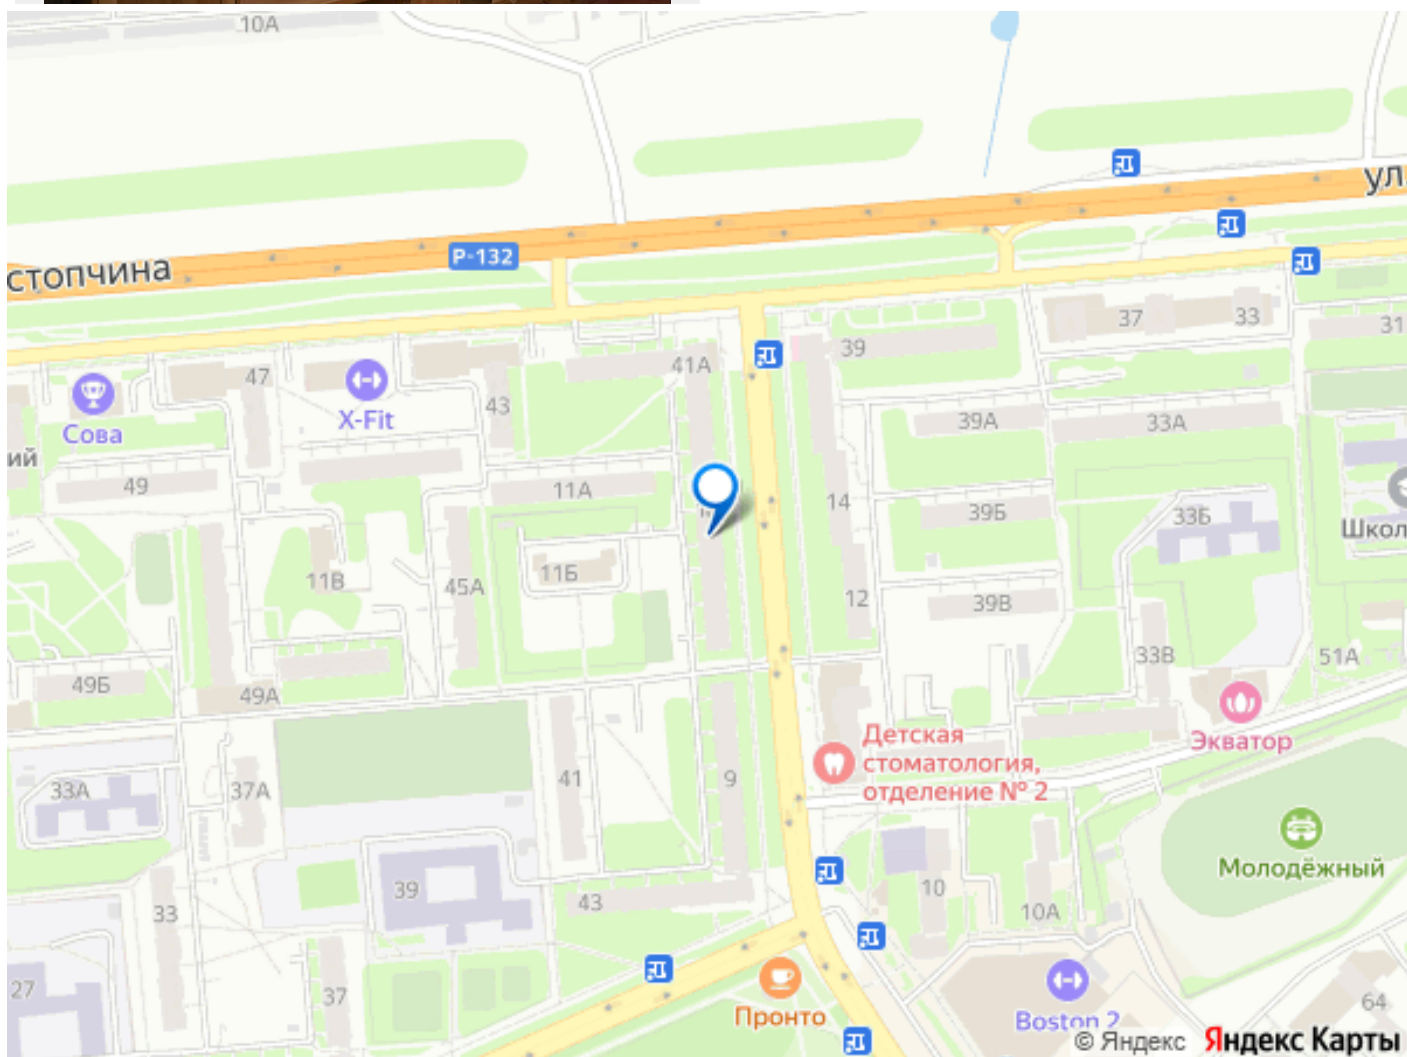 10А
ул.
Р-132
стопчина
37
33
31
39
41А
47
X-Fit
43
Сова
39А
33А
ий
49
11А
14
39Б
33Б
Школ
11В
11Б
45А
12
39В
33В
51А
49Б
49А
Экватор
Детская
стоматология,
отделение № 2
33А
37А
41
9
Молодёжный
39
10
33
43
10А
27
37
Пронто
Boston 2
64
© Яндекс Яндекс Карты